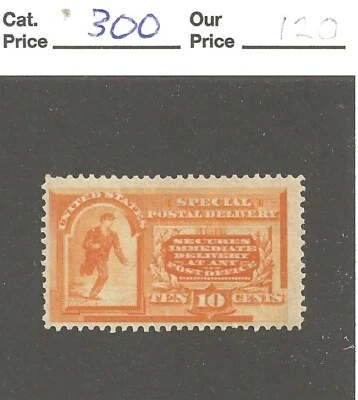 Cat. Price 300 Our Price 120
UNITED STATES
SPECIAL
POSTAL DELIVERY
SECURES
IMMEDIATE
DELIVERY
AT ANY
POST OFFICE
TEN 10 CENTS